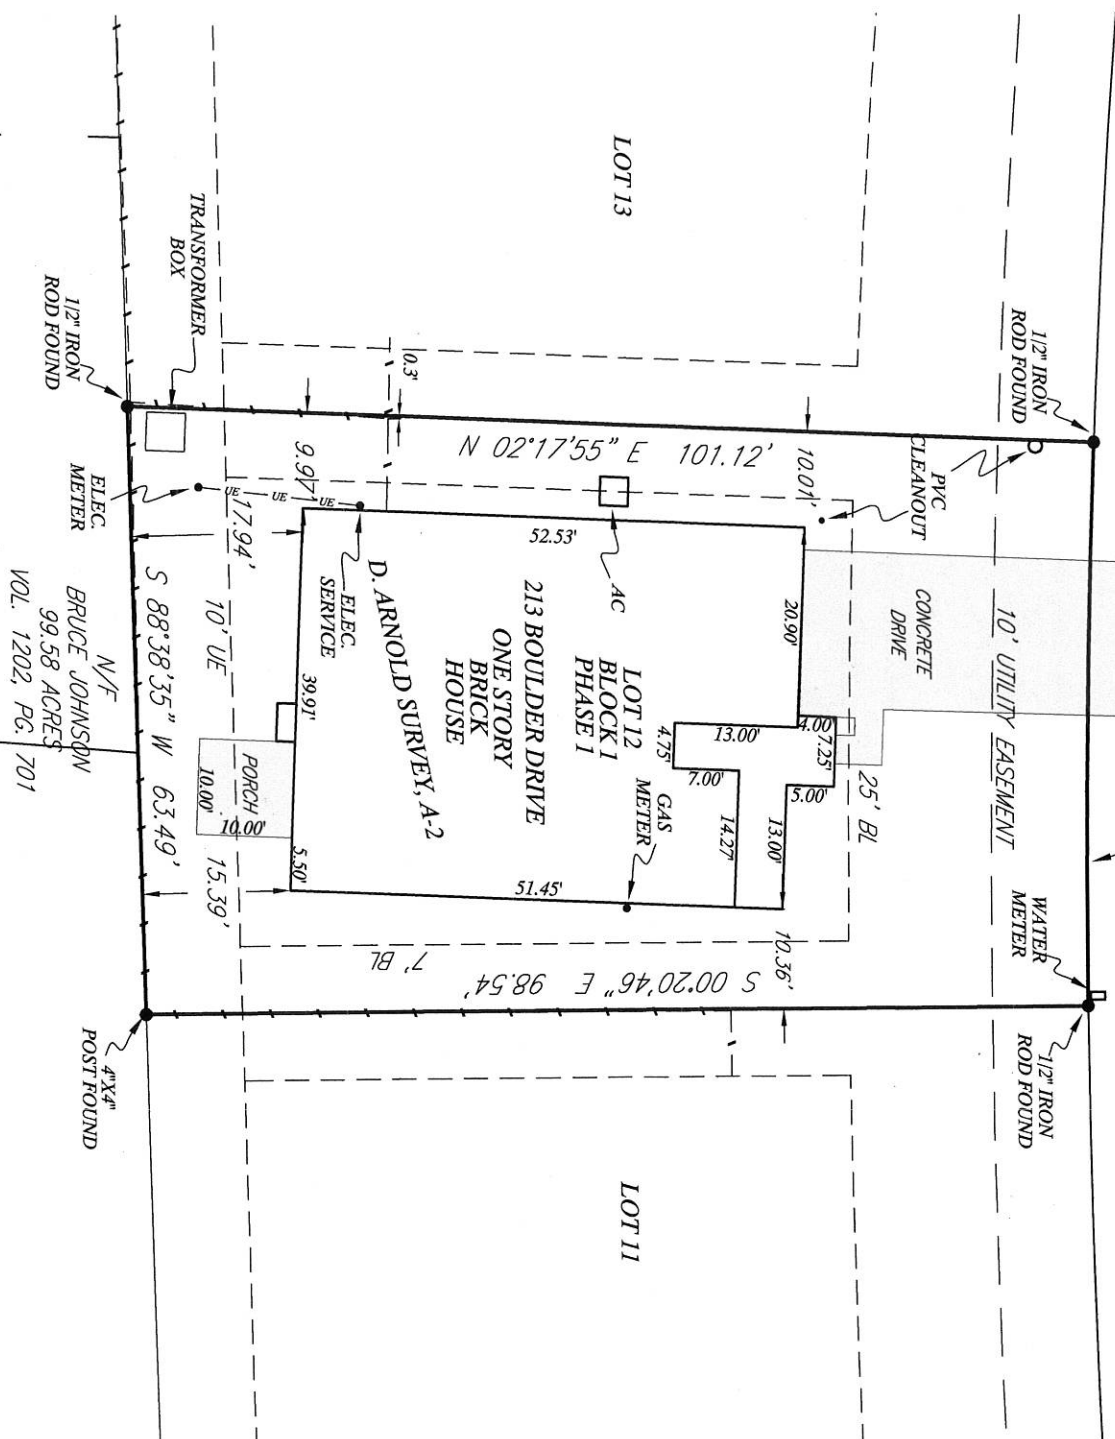 LOT 13
1/2" IRON
ROD FOUND
TRANSFORMER
BOX
1/2" IRON
ROD FOUND
0.3'
N 02°17'55" E 101.12'
PVC
CLEANOUT
10.01'
9.97'
UE UE UE
ELEC.
METER
17.94'
52.53'
AC
ELEC.
SERVICE
CONCRETE
DRIVE
20.90'
10' UTILITY EASEMENT
LOT 12
BLOCK 1
PHASE 1
213 BOULDER DRIVE
ONE STORY
BRICK
HOUSE
D. ARNOLD SURVEY, A-2
10' UE
S 88°38'35" W 63.49'
N/F
BRUCE JOHNSON
99.58 ACRES
VOL. 1202, PG. 701
39.91'
4.00'
7.25'
13.00'
4.75'
7.00'
5.00'
25' BL
GAS
METER
14.27'
13.00'
PORCH
10.00'
10.00'
5.50'
15.39'
51.45'
10.36'
7' BL
S 00°20'46" E 98.54'
WATER
METER
1/2" IRON
ROD FOUND
4"X4"
POST FOUND
LOT 11